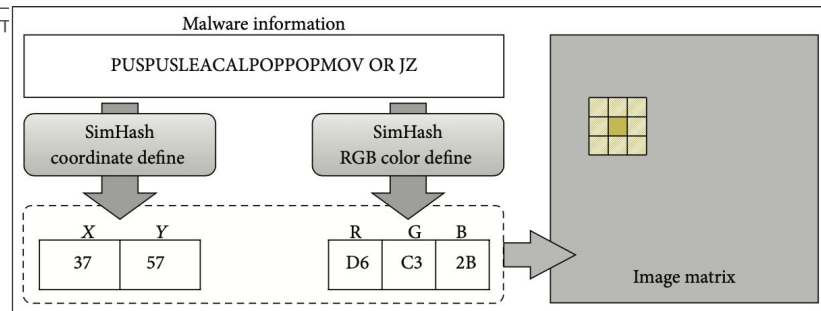 T
Malware information
PUSPUSLEACALPOPPOPMOV OR JZ
SimHash
coordinate define
SimHash
RGB color define
X Y
37 57
R G B
D6 C3 2B
Image matrix